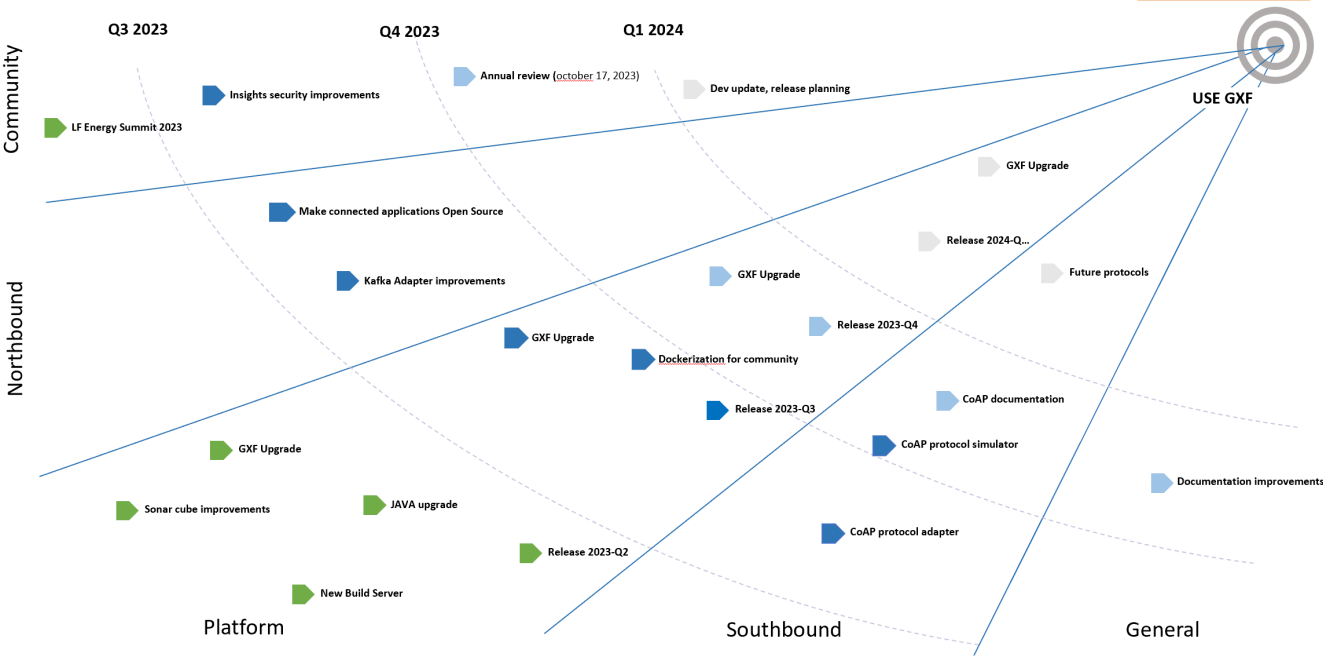 Q3 2023
Q4 2023
Q1 2024
Community
Annual review (october 17, 2023)
Dev update, release planning
Insights security improvements
USE GXF
LF Energy Summit 2023
GXF Upgrade
Make connected applications Open Source
Release 2024-Q...
Northbound
Kafka Adapter improvements
GXF Upgrade
Future protocols
Release 2023-Q4
GXF Upgrade
Dockerization for community
Release 2023-Q3
CoAP documentation
GXF Upgrade
CoAP protocol simulator
Documentation improvements
Sonar cube improvements
JAVA upgrade
CoAP protocol adapter
Release 2023-Q2
New Build Server
Platform
Southbound
General